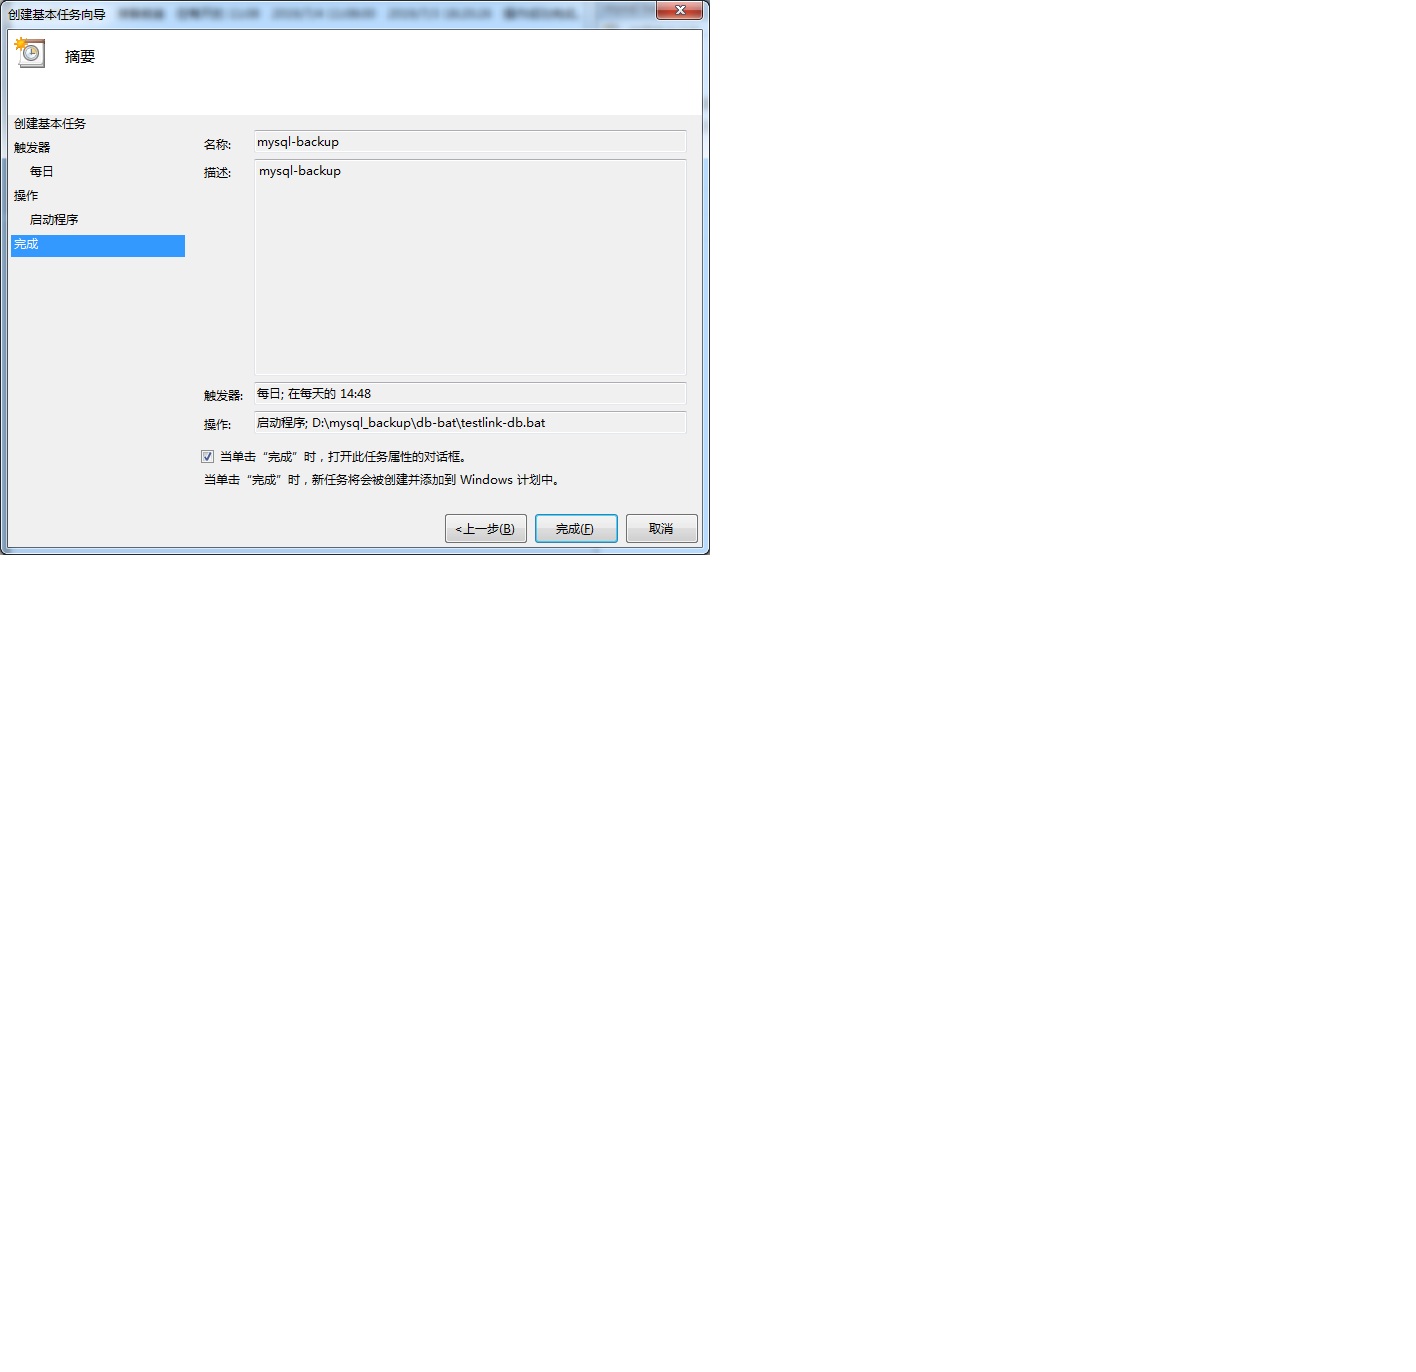 创建基本任务向导
摘要
创建基本任务
触发器
每日
操作
启动程序
完成
名称: mysql-backup
描述: mysql-backup
触发器: 每日; 在每天的 14:48
操作: 启动程序; D:\mysql_backup\db-bat\testlink-db.bat
当单击“完成”时，打开此任务属性的对话框。
当单击“完成”时，新任务将会被创建并添加到 Windows 计划中。
<上一步(B) 完成(F) 取消